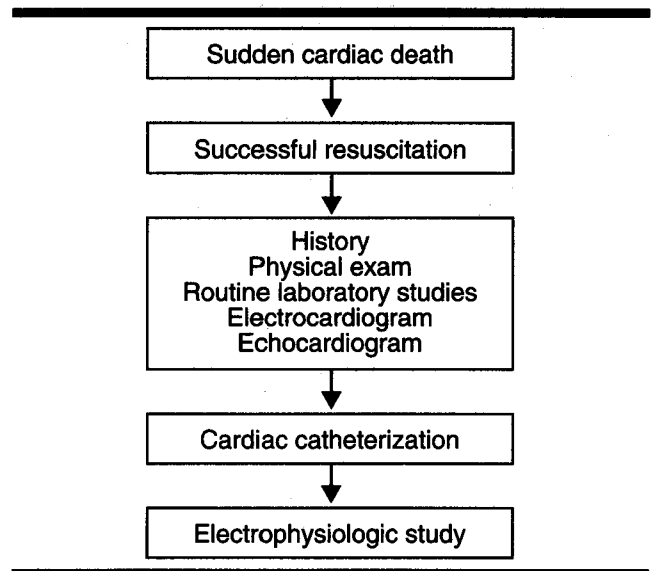 Sudden cardiac death
Successful resuscitation
History
Physical exam
Routine laboratory studies
Electrocardiogram
Echocardiogram
Cardiac catheterization
Electrophysiologic study